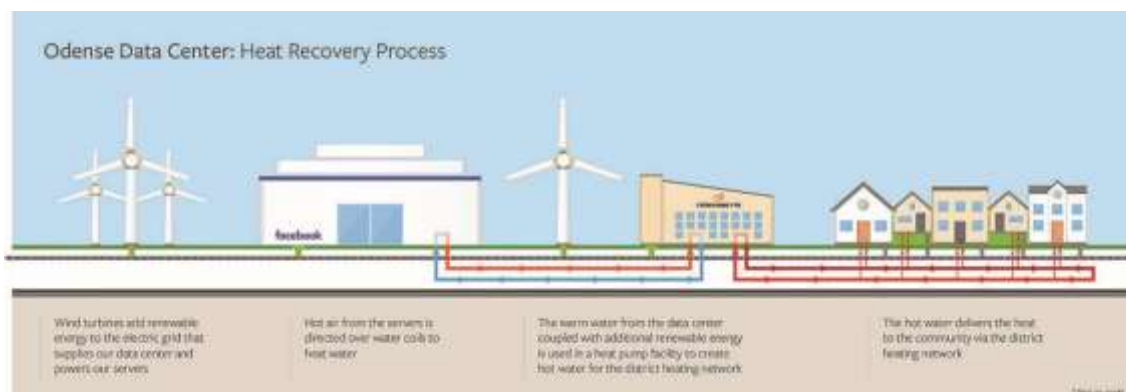 Odense Data Center: Heat Recovery Process
facebook
Wind turbines add renewable
energy to the electric grid that
supplies our data center and
powers our servers
Hot air from the servers is
directed over water coils to
heat water
The warm water from the data center
coupled with additional renewable energy
is used in a heat pump facility to create
hot water for the district heating network
The hot water delivers the heat
to the community via the district
heating network